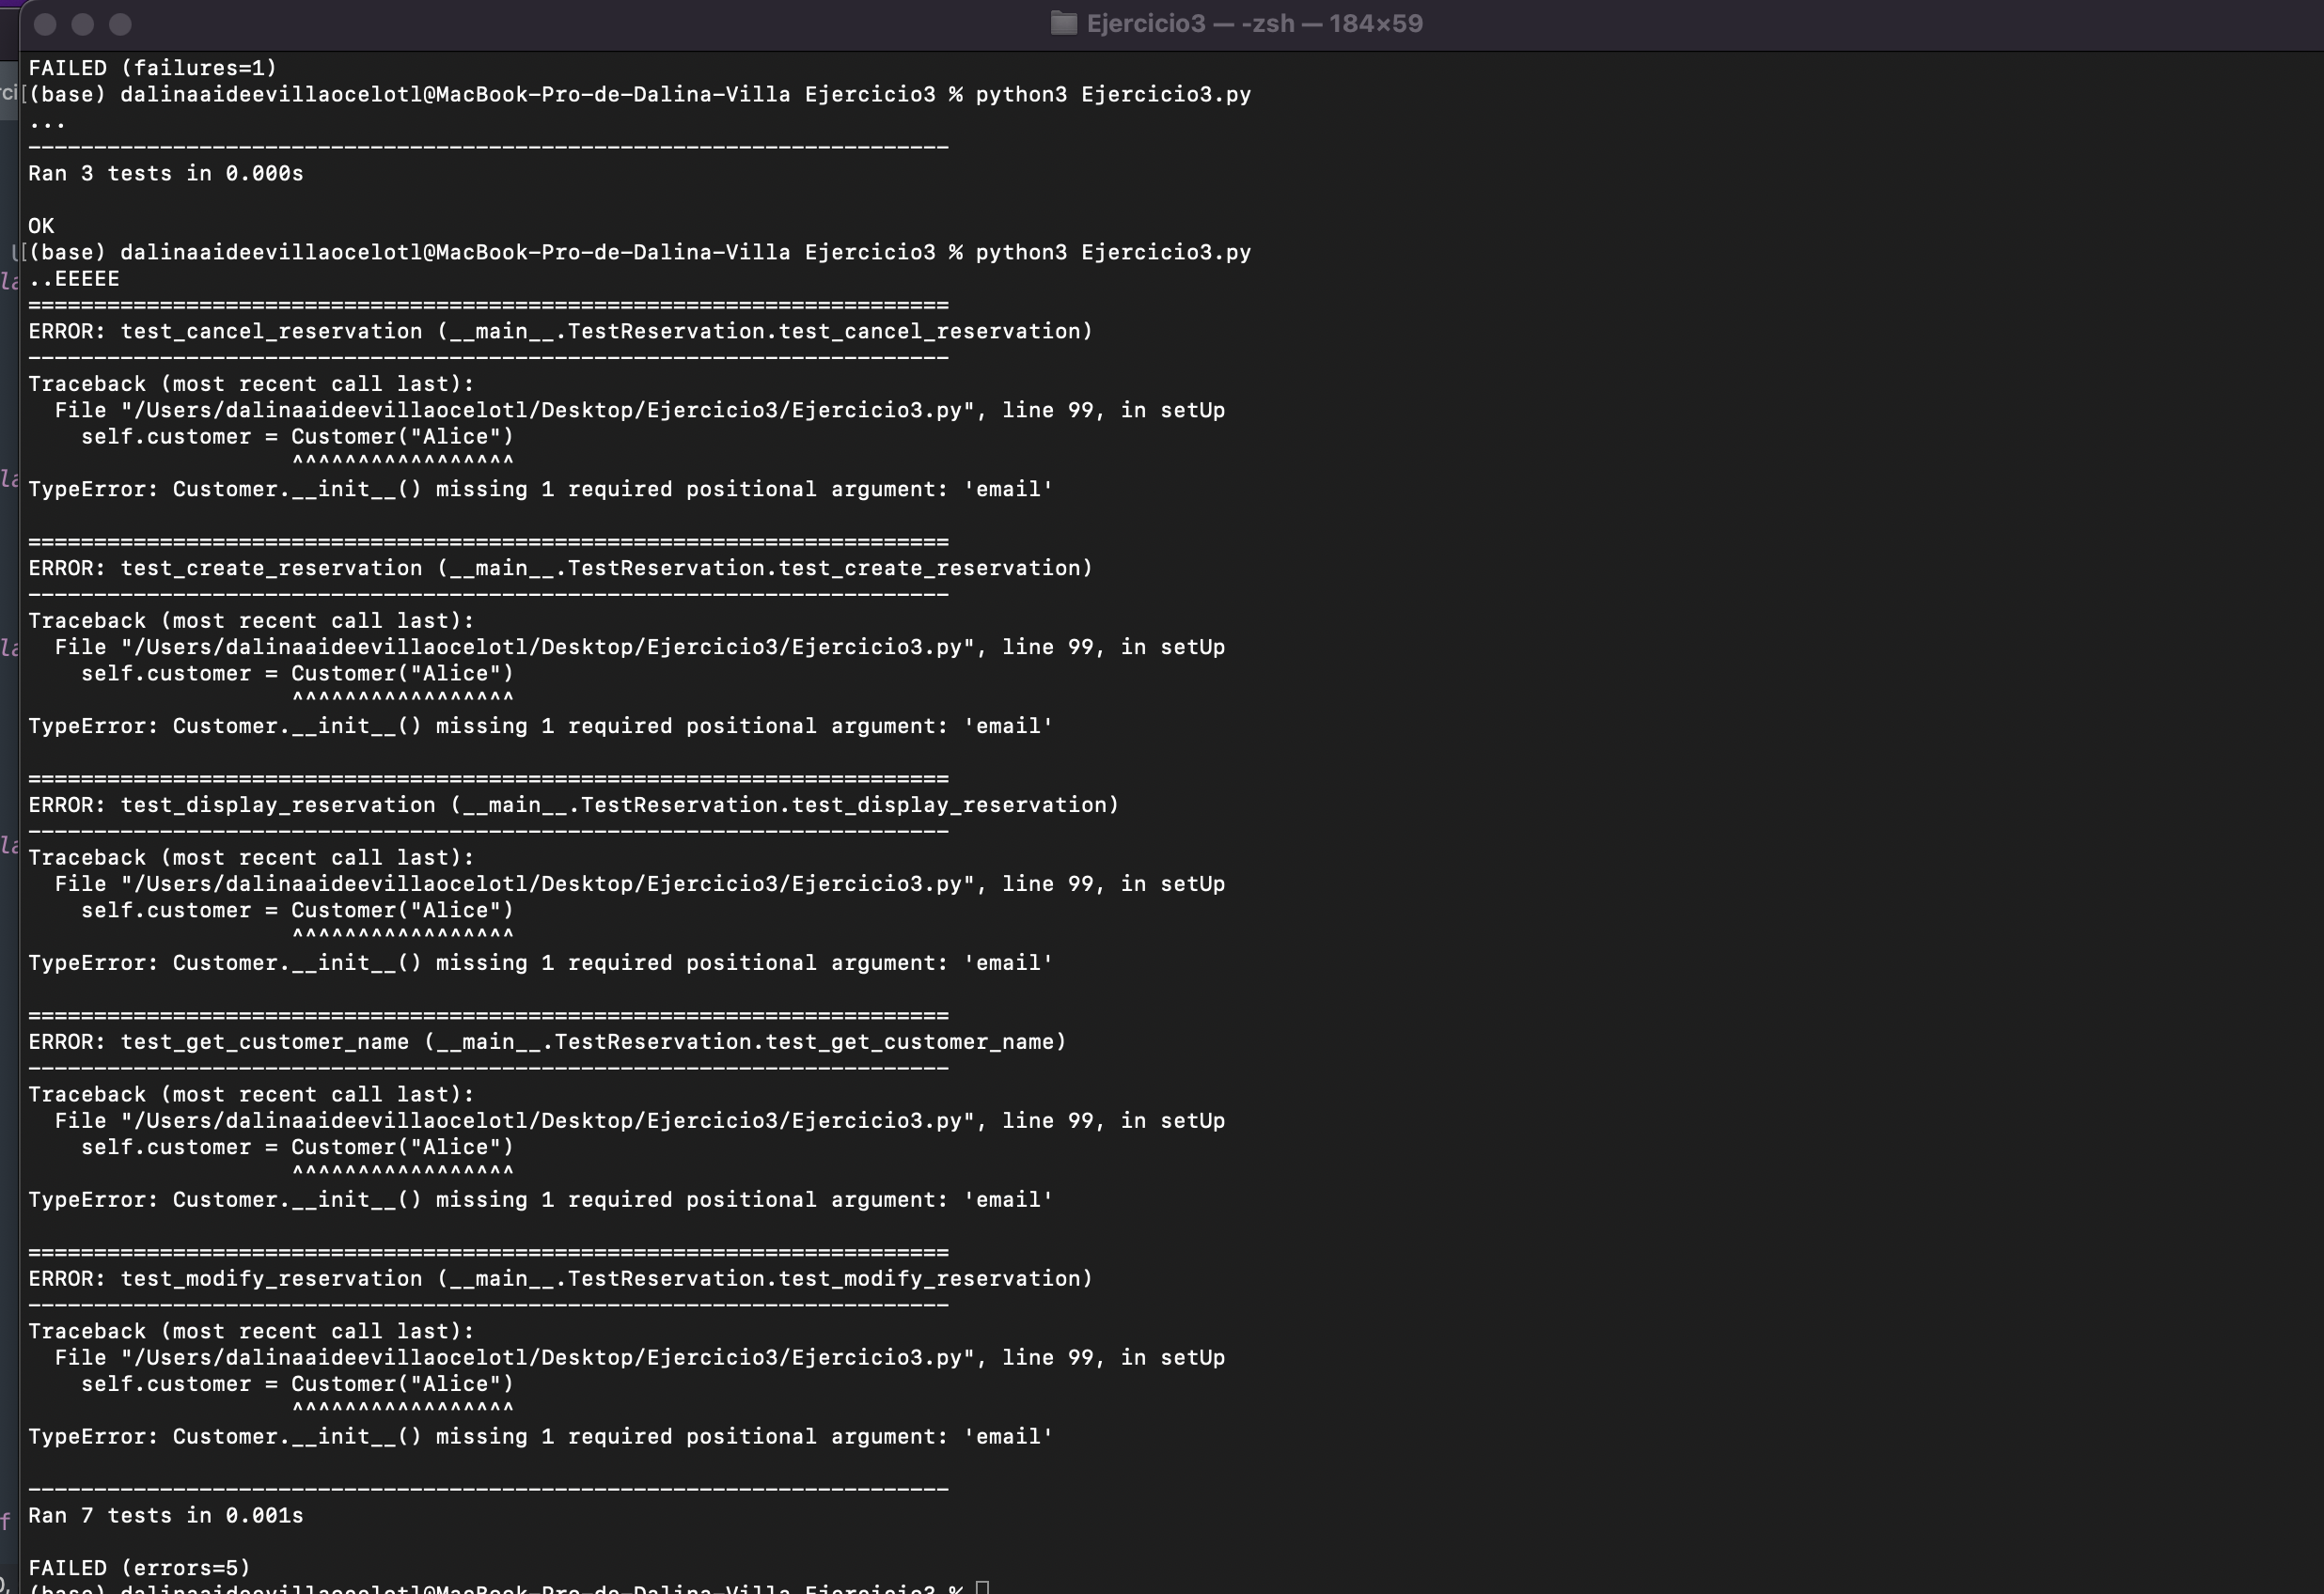 Ejercicio3 — -zsh — 184×59
FAILED (failures=1)
[(base) dalinaaideevillaocelotl@MacBook-Pro-de-Dalina-Villa Ejercicio3 % python3 Ejercicio3.py
...
----------------------------------------------------------------------
Ran 3 tests in 0.000s
OK
[(base) dalinaaideevillaocelotl@MacBook-Pro-de-Dalina-Villa Ejercicio3 % python3 Ejercicio3.py
..EEEEE
======================================================================
ERROR: test_cancel_reservation (__main__.TestReservation.test_cancel_reservation)
----------------------------------------------------------------------
Traceback (most recent call last):
  File "/Users/dalinaaideevillaocelotl/Desktop/Ejercicio3/Ejercicio3.py", line 99, in setUp
    self.customer = Customer("Alice")
                    ^^^^^^^^^^^^^^^^^
TypeError: Customer.__init__() missing 1 required positional argument: 'email'
======================================================================
ERROR: test_create_reservation (__main__.TestReservation.test_create_reservation)
----------------------------------------------------------------------
Traceback (most recent call last):
  File "/Users/dalinaaideevillaocelotl/Desktop/Ejercicio3/Ejercicio3.py", line 99, in setUp
    self.customer = Customer("Alice")
                    ^^^^^^^^^^^^^^^^^
TypeError: Customer.__init__() missing 1 required positional argument: 'email'
======================================================================
ERROR: test_display_reservation (__main__.TestReservation.test_display_reservation)
----------------------------------------------------------------------
Traceback (most recent call last):
  File "/Users/dalinaaideevillaocelotl/Desktop/Ejercicio3/Ejercicio3.py", line 99, in setUp
    self.customer = Customer("Alice")
                    ^^^^^^^^^^^^^^^^^
TypeError: Customer.__init__() missing 1 required positional argument: 'email'
======================================================================
ERROR: test_get_customer_name (__main__.TestReservation.test_get_customer_name)
----------------------------------------------------------------------
Traceback (most recent call last):
  File "/Users/dalinaaideevillaocelotl/Desktop/Ejercicio3/Ejercicio3.py", line 99, in setUp
    self.customer = Customer("Alice")
                    ^^^^^^^^^^^^^^^^^
TypeError: Customer.__init__() missing 1 required positional argument: 'email'
======================================================================
ERROR: test_modify_reservation (__main__.TestReservation.test_modify_reservation)
----------------------------------------------------------------------
Traceback (most recent call last):
  File "/Users/dalinaaideevillaocelotl/Desktop/Ejercicio3/Ejercicio3.py", line 99, in setUp
    self.customer = Customer("Alice")
                    ^^^^^^^^^^^^^^^^^
TypeError: Customer.__init__() missing 1 required positional argument: 'email'
----------------------------------------------------------------------
Ran 7 tests in 0.001s
FAILED (errors=5)
(base) dalinaaideevillaocelotl@MacBook-Pro-de-Dalina-Villa Ejercicio3 %